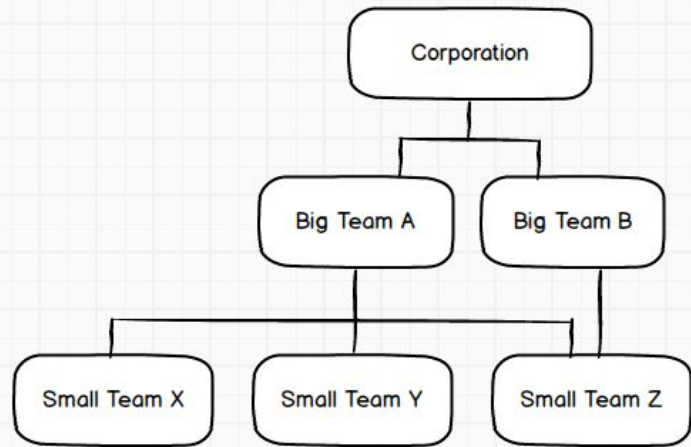 Corporation
Big Team A
Big Team B
Small Team X
Small Team Y
Small Team Z